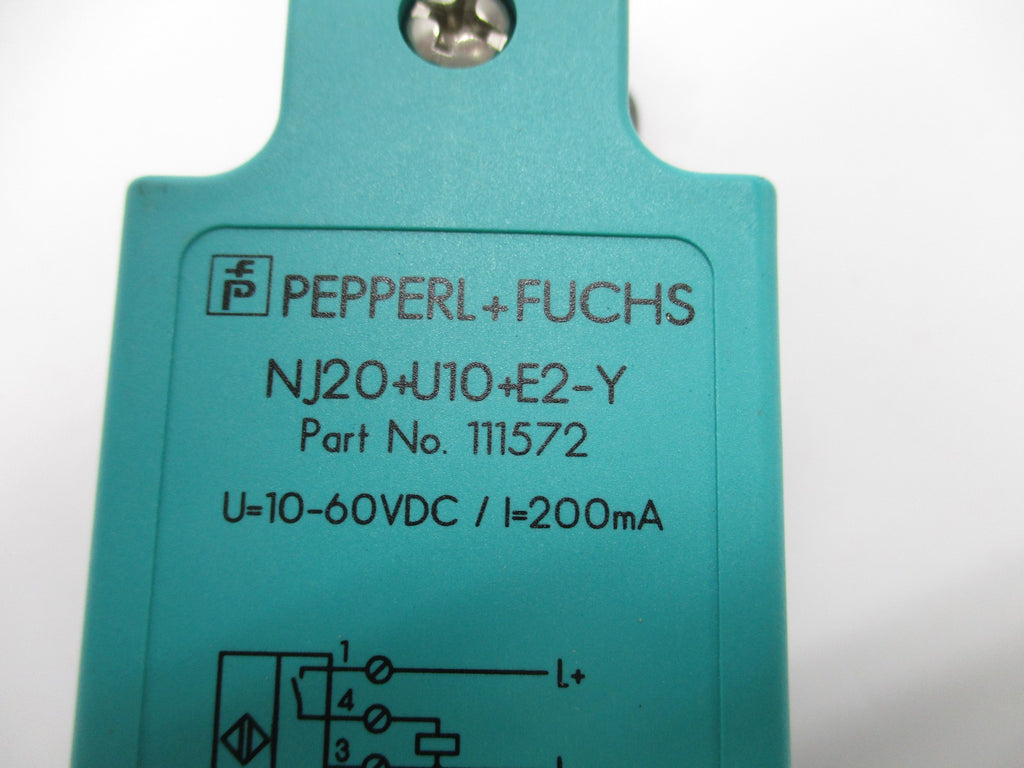 PEPPERL+FUCHS
NJ20+U10+E2-Y
Part No. 111572
U=10-60VDC / I=200mA
1
L+
4
3